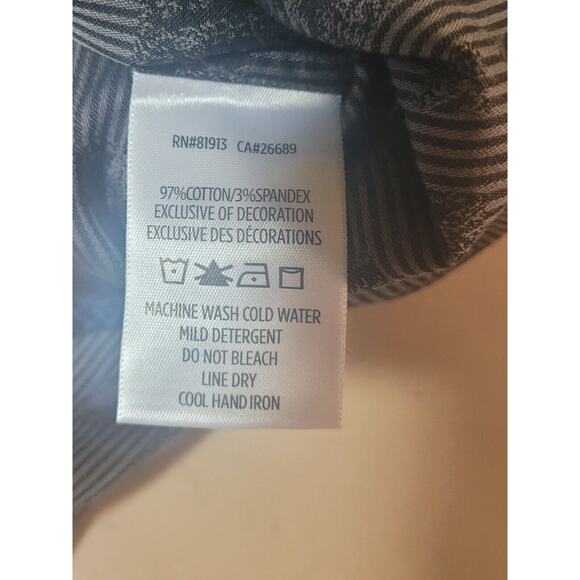 RN#81913 CA#26689
97%COTTON/3%SPANDEX
EXCLUSIVE OF DECORATION
EXCLUSIVE DES DÉCORATIONS
MACHINE WASH COLD WATER
MILD DETERGENT
DO NOT BLEACH
LINE DRY
COOL HAND IRON